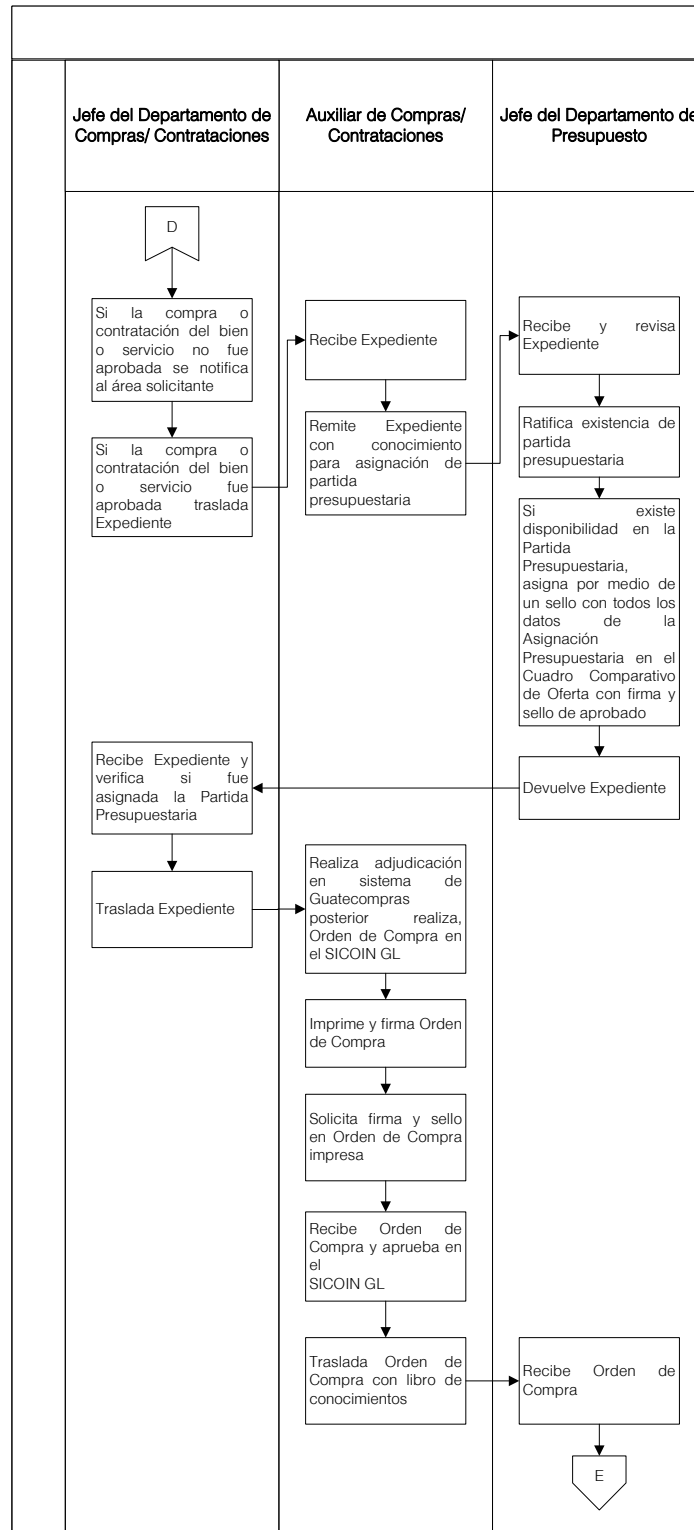 Jefe del Departamento de
Compras/ Contrataciones
Auxiliar de Compras/
Contrataciones
Jefe del Departamento de
Presupuesto
D
Si la compra o
contratación del bien
o servicio no fue
aprobada se notifica
al área solicitante
Si la compra o
contratación del bien
o servicio fue
aprobada traslada
Expediente
Recibe Expediente
Remite Expediente
con conocimiento
para asignación de
partida
presupuestaria
Recibe y revisa
Expediente
Ratifica existencia de
partida
presupuestaria
Si existe
disponibilidad en la
Partida
Presupuestaria,
asigna por medio de
un sello con todos los
datos de la
Asignación
Presupuestaria en el
Cuadro Comparativo
de Oferta con firma y
sello de aprobado
Devuelve Expediente
Recibe Expediente y
verifica si fue
asignada la Partida
Presupuestaria
Traslada Expediente
Realiza adjudicación
en sistema de
Guatecompras
posterior realiza,
Orden de Compra en
el SICOIN GL
Imprime y firma Orden
de Compra
Solicita firma y sello
en Orden de Compra
impresa
Recibe Orden de
Compra y aprueba en
el
SICOIN GL
Traslada Orden de
Compra con libro de
conocimientos
Recibe Orden de
Compra
E